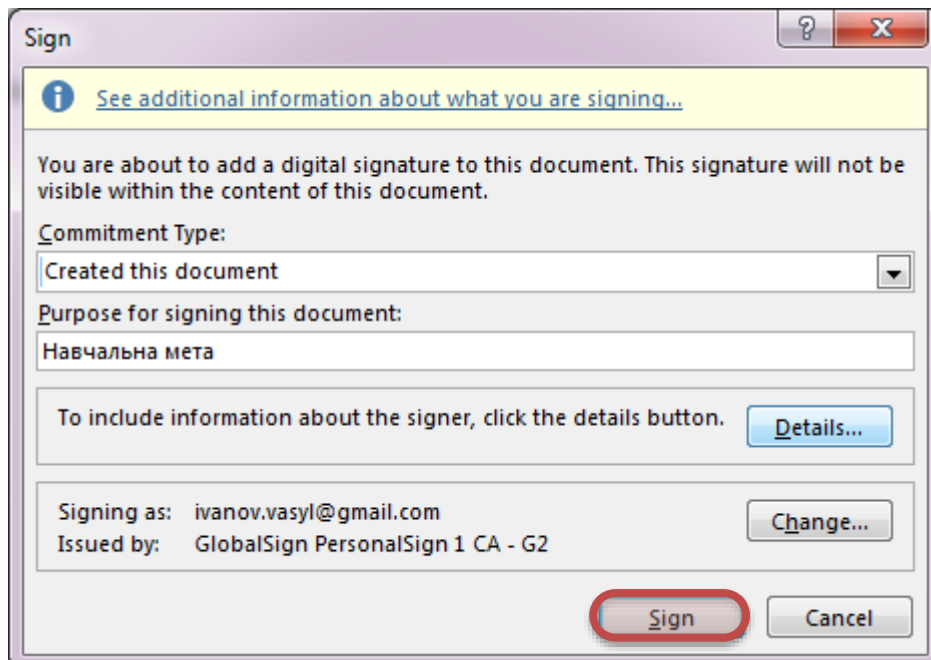 Sign
See additional information about what you are signing...
You are about to add a digital signature to this document. This signature will not be
visible within the content of this document.
Commitment Type:
Created this document
Purpose for signing this document:
Навчальна мета
To include information about the signer, click the details button.
Details...
Signing as: ivanov.vasyl@gmail.com
Change...
Issued by: GlobalSign PersonalSign 1 CA - G2
Sign
Cancel